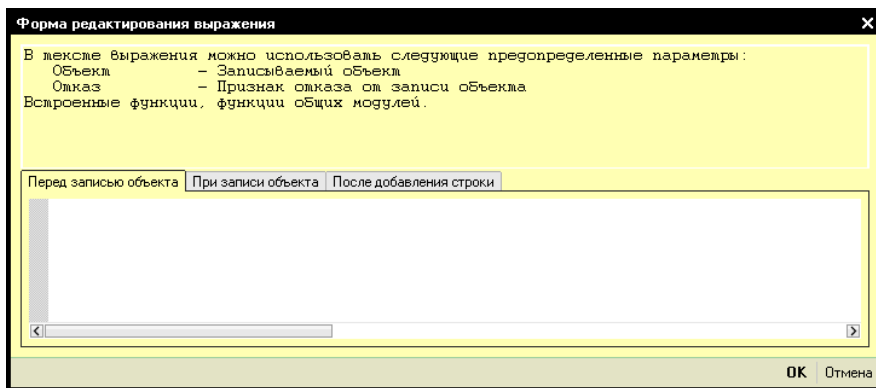 Форма редактирования выражения
В тексте выражения можно использовать следующие предопределенные параметры:
Объект – Записываемый объект
Отказ – Признак отказа от записи объекта
Встроенные функции, функции общих модулей.
Перед записью объекта При записи объекта После добавления строки
OK Отмена